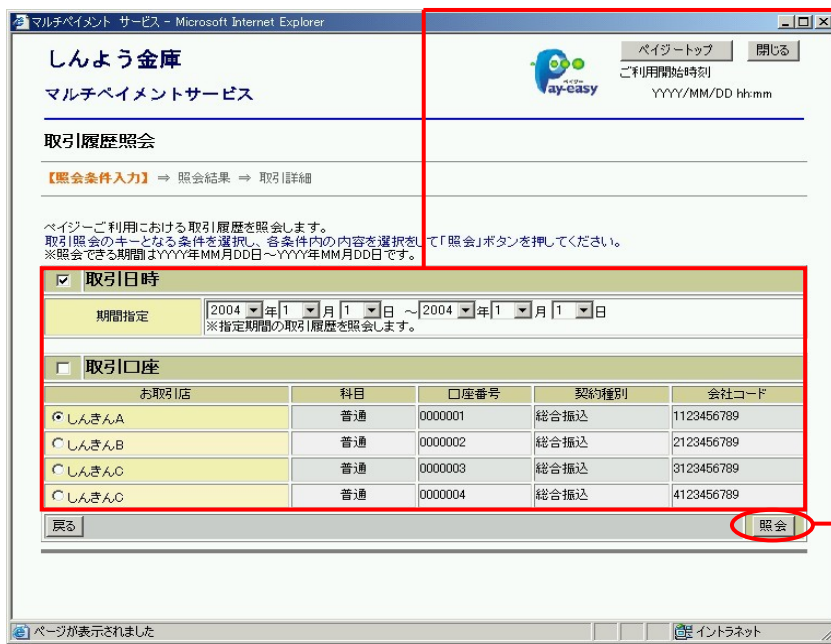 マルチペイメント サービス - Microsoft Internet Explorer
しんよう金庫
マルチペイメントサービス
ペイジー
Pay-easy
ペイジートップ 閉じる
ご利用開始時刻
YYYY/MM/DD hh:mm
取引履歴照会
【照会条件入力】 ⇒ 照会結果 ⇒ 取引詳細
ペイジーご利用における取引履歴を照会します。
取引照会のキーとなる条件を選択し、各条件内の内容を選択をして「照会」ボタンを押してください。
※照会できる期間はYYYY年MM月DD日～YYYY年MM月DD日です。
取引日時
期間指定 2004 年 1 月 1 日 ～ 2004 年 1 月 1 日
※指定期間の取引履歴を照会します。
取引口座
お取引店 科目 口座番号 契約種別 会社コード
しんきんA 普通 0000001 総合振込 1123456789
しんきんB 普通 0000002 総合振込 2123456789
しんきんC 普通 0000003 総合振込 3123456789
しんきんC 普通 0000004 総合振込 4123456789
戻る 照会
ページが表示されました イントラネット